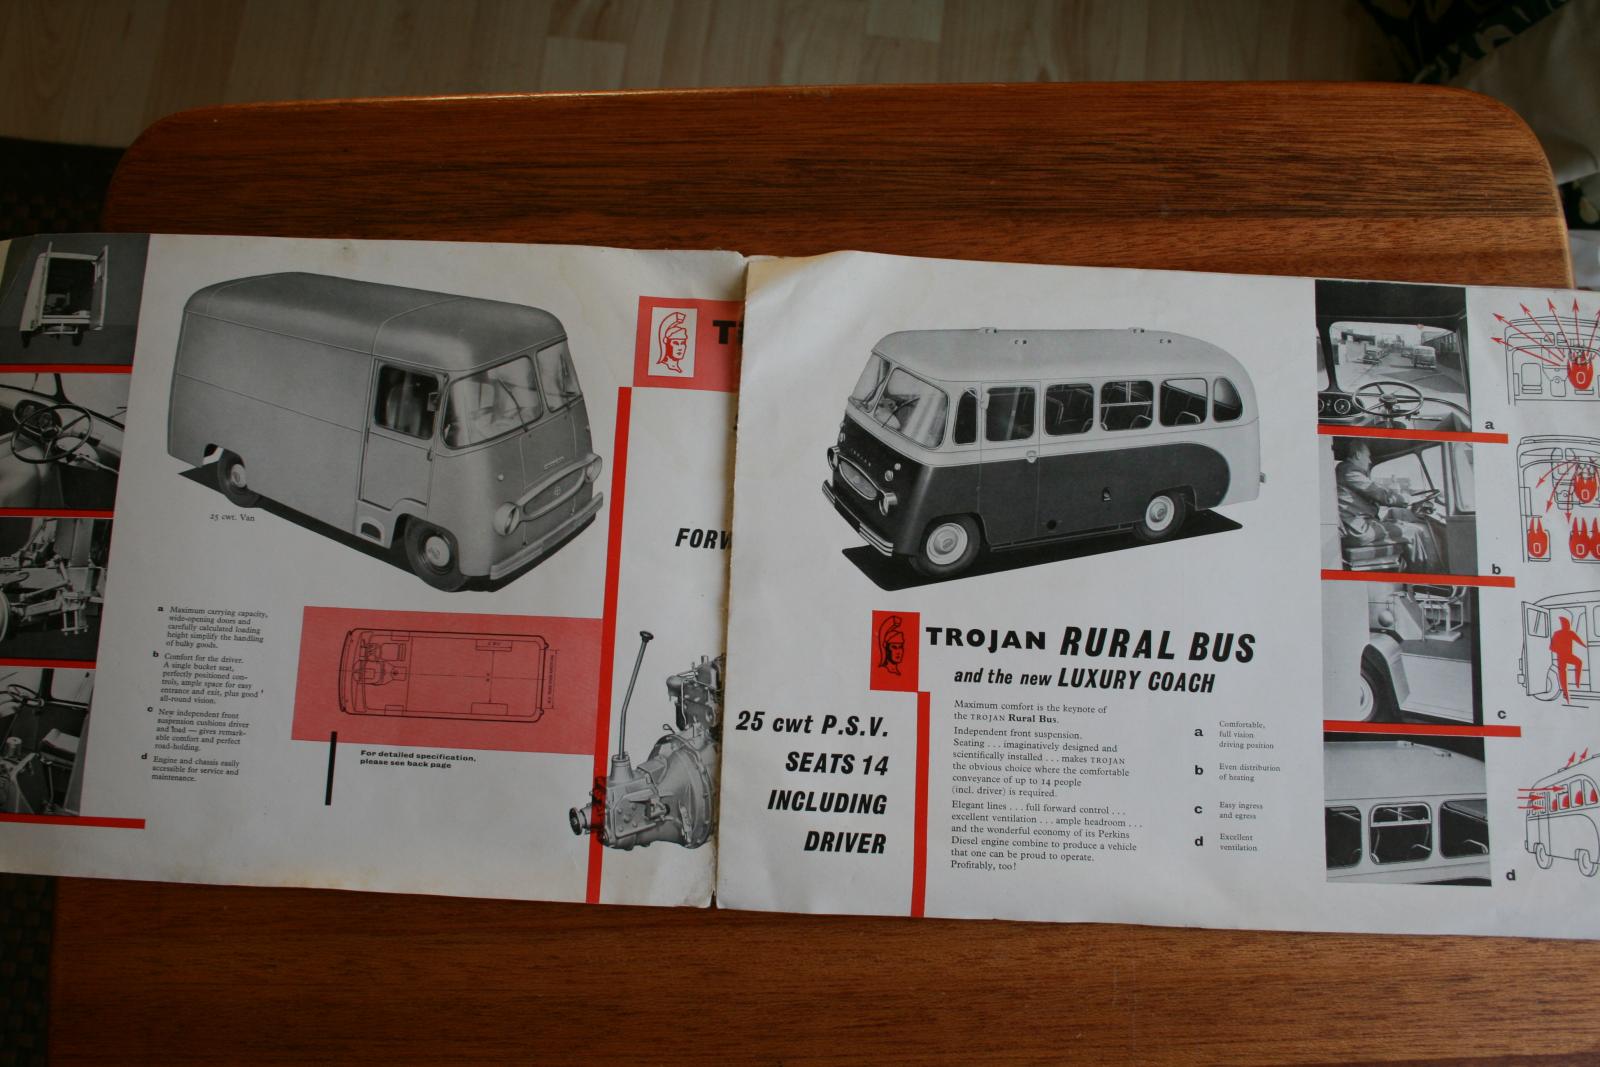 25 cwt. Van
a Maximum carrying capacity,
wide-opening doors and
carefully calculated loading
height simplify the handling
of bulky goods.
b Comfort for the driver.
A single bucket seat,
perfectly positioned con-
trols, ample space for easy
entrance and exit, plus good
all-round vision.
c New independent front
suspension cushions driver
and load — gives remark-
able comfort and perfect
road-holding.
d Engine and chassis easily
accessible for service and
maintenance.
For detailed specification,
please see back page
T
FORW
TROJAN
TROJAN RURAL BUS
and the new LUXURY COACH
25 cwt P.S.V.
SEATS 14
INCLUDING
DRIVER
Maximum comfort is the keynote of
the TROJAN Rural Bus.
Independent front suspension.
Seating . . . imaginatively designed and
scientifically installed . . . makes TROJAN
the obvious choice where the comfortable
conveyance of up to 14 people
(incl. driver) is required.
Elegant lines . . . full forward control . . .
excellent ventilation . . . ample headroom . . .
and the wonderful economy of its Perkins
Diesel engine combine to produce a vehicle
that one can be proud to operate.
Profitably, too!
a Comfortable,
full vision
driving position
b Even distribution
of heating
c Easy ingress
and egress
d Excellent
ventilation
a
b
c
d